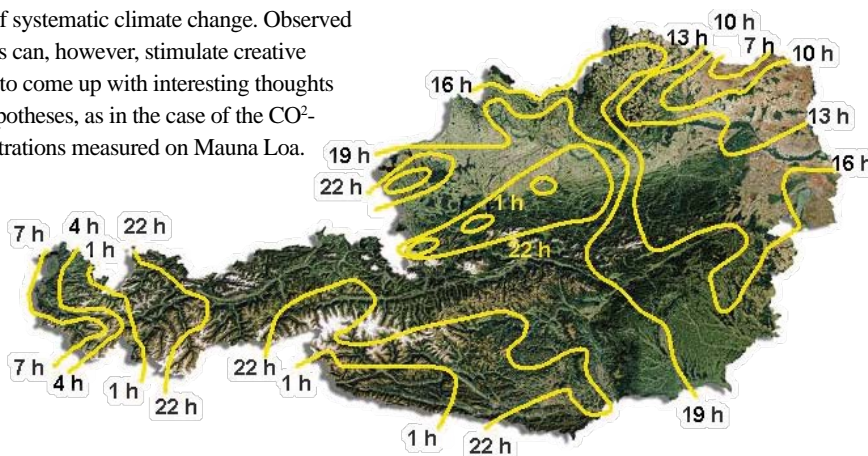 of systematic climate change. Observed
s can, however, stimulate creative
to come up with interesting thoughts
potheses, as in the case of the CO²-
trations measured on Mauna Loa.
10 h
13 h
7 h
10 h
16 h
13 h
19 h
16 h
22 h
1 h
22 h
7 h
4 h
22 h
1 h
7 h
4 h
1 h
22 h
22 h
1 h
1 h
22 h
19 h